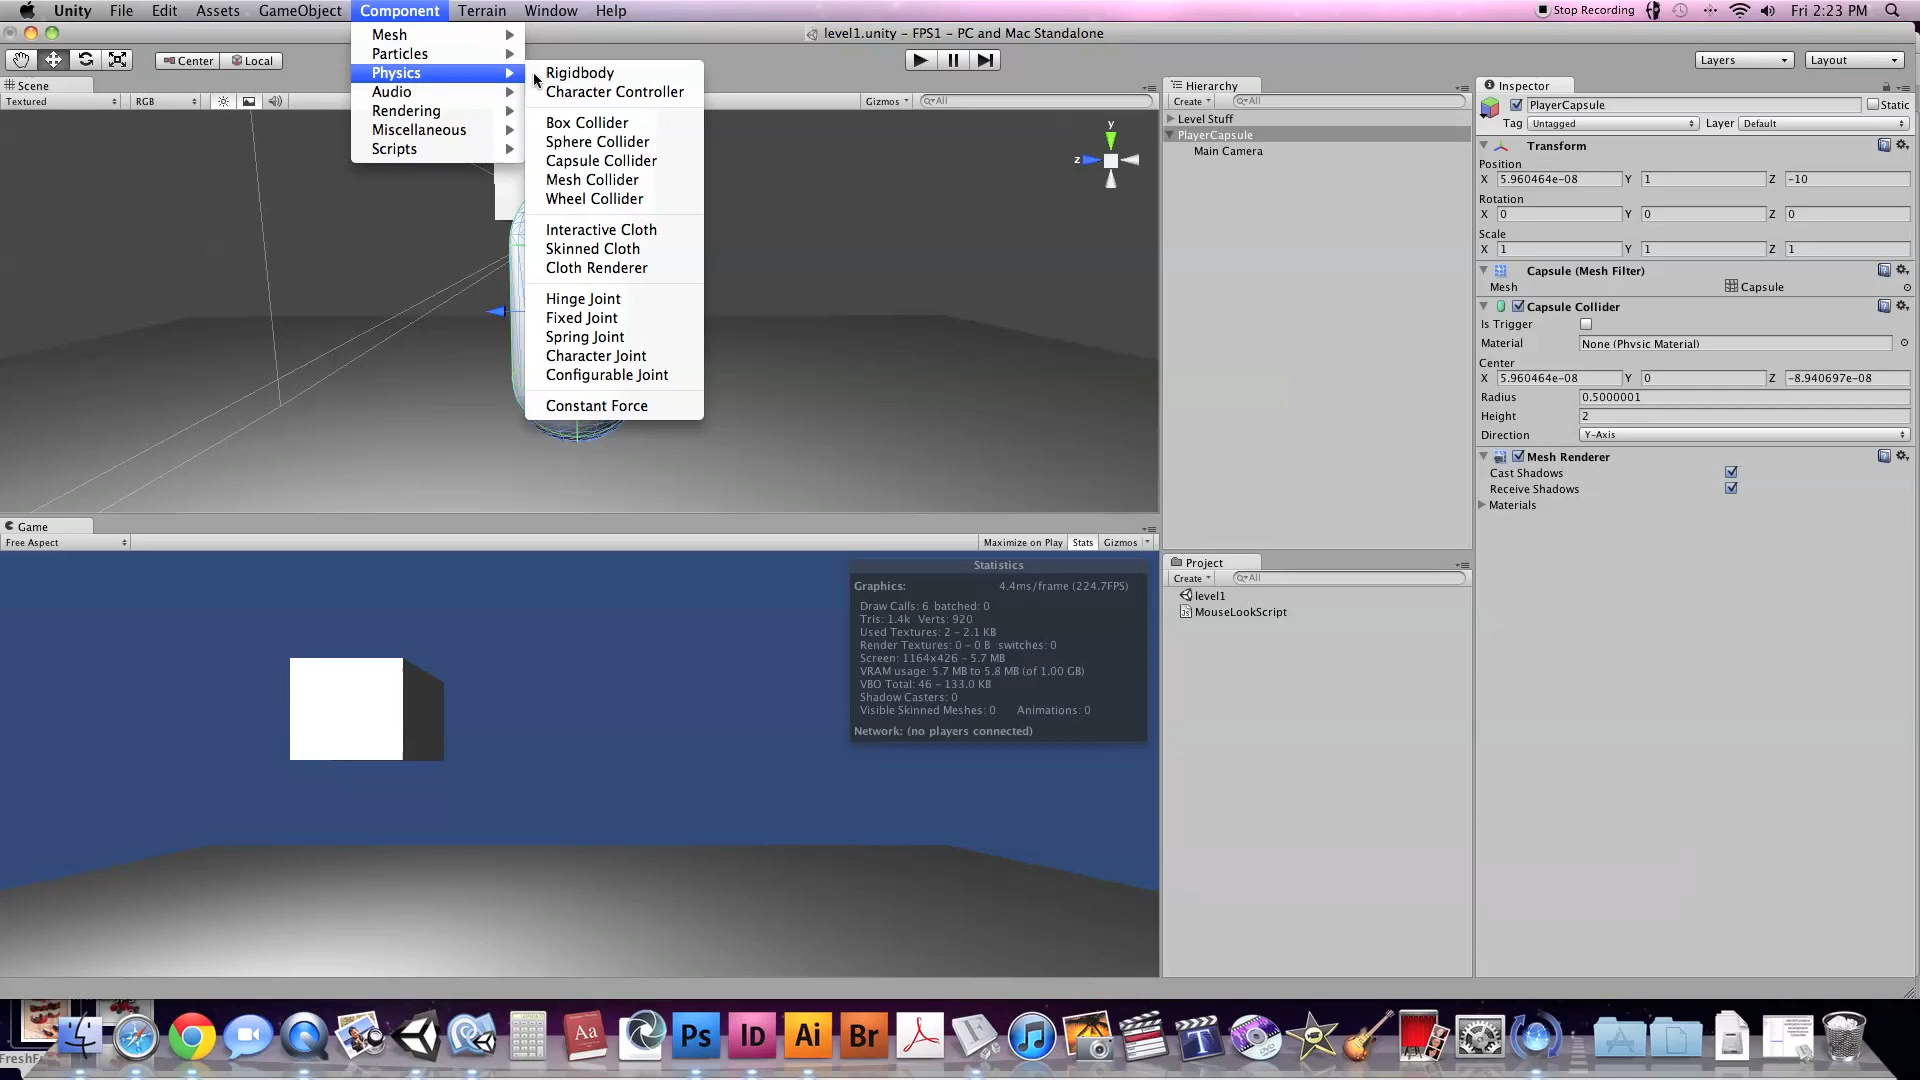 Unity File Edit Assets GameObject Component Terrain Window Help Stop Recording Fri 2:23 PM
level1.unity - FPS1 - PC and Mac Standalone
Center Local Layers Layout
Mesh
Particles
Physics
Audio
Rendering
Miscellaneous
Scripts
Rigidbody
Character Controller
Box Collider
Sphere Collider
Capsule Collider
Mesh Collider
Wheel Collider
Interactive Cloth
Skinned Cloth
Cloth Renderer
Hinge Joint
Fixed Joint
Spring Joint
Character Joint
Configurable Joint
Constant Force
Scene
Textured RGB Gizmos All
y
z
Game
Free Aspect Maximize on Play Stats Gizmos
Statistics
Graphics: 4.4ms/frame (224.7FPS)
Draw Calls: 6 batched: 0
Tris: 1.4k Verts: 920
Used Textures: 2 - 2.1 KB
Render Textures: 0 - 0 B switches: 0
Screen: 1164x426 - 5.7 MB
VRAM usage: 5.7 MB to 5.8 MB (of 1.00 GB)
VBO Total: 46 - 133.0 KB
Shadow Casters: 0
Visible Skinned Meshes: 0 Animations: 0
Network: (no players connected)
Hierarchy
Create All
Level Stuff
PlayerCapsule
Main Camera
Project
Create All
level1
MouseLookScript
Inspector
PlayerCapsule Static
Tag Untagged Layer Default
Transform
Position
X 5.960464e-08 Y 1 Z -10
Rotation
X 0 Y 0 Z 0
Scale
X 1 Y 1 Z 1
Capsule (Mesh Filter)
Mesh Capsule
Capsule Collider
Is Trigger
Material None (Physic Material)
Center
X 5.960464e-08 Y 0 Z -8.940697e-08
Radius 0.5000001
Height 2
Direction Y-Axis
Mesh Renderer
Cast Shadows
Receive Shadows
Materials
Aa Ps Id Ai Br T